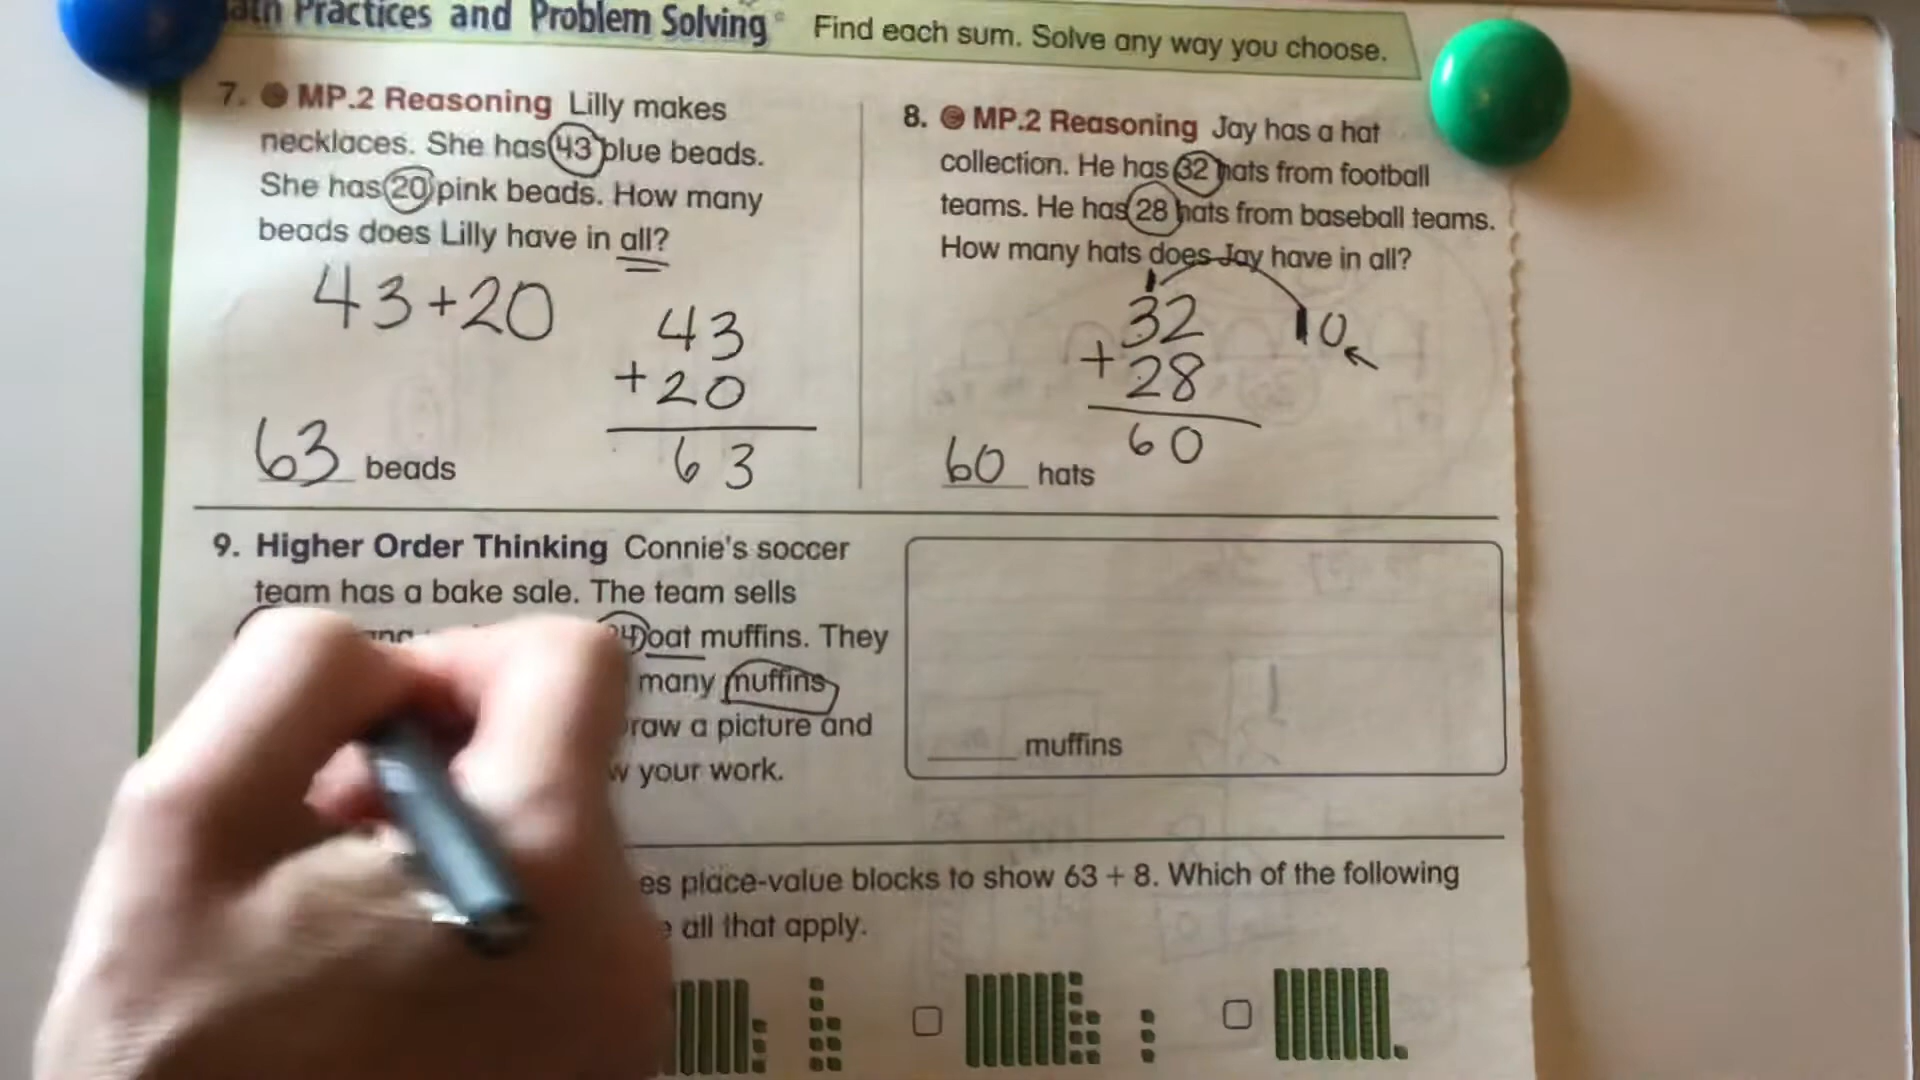 Math Practices and Problem Solving Find each sum. Solve any way you choose.
7. MP.2 Reasoning Lilly makes
necklaces. She has 43 blue beads.
She has 20 pink beads. How many
beads does Lilly have in all?
43+20
43
+20
63
63 beads
8. MP.2 Reasoning Jay has a hat
collection. He has 32 hats from football
teams. He has 28 hats from baseball teams.
How many hats does Jay have in all?
1
32 10
+28
60
60 hats
9. Higher Order Thinking Connie's soccer
team has a bake sale. The team sells
oat muffins. They
many muffins
picture and
your work.
muffins
place-value blocks to show 63 + 8. Which of the following
all that apply.